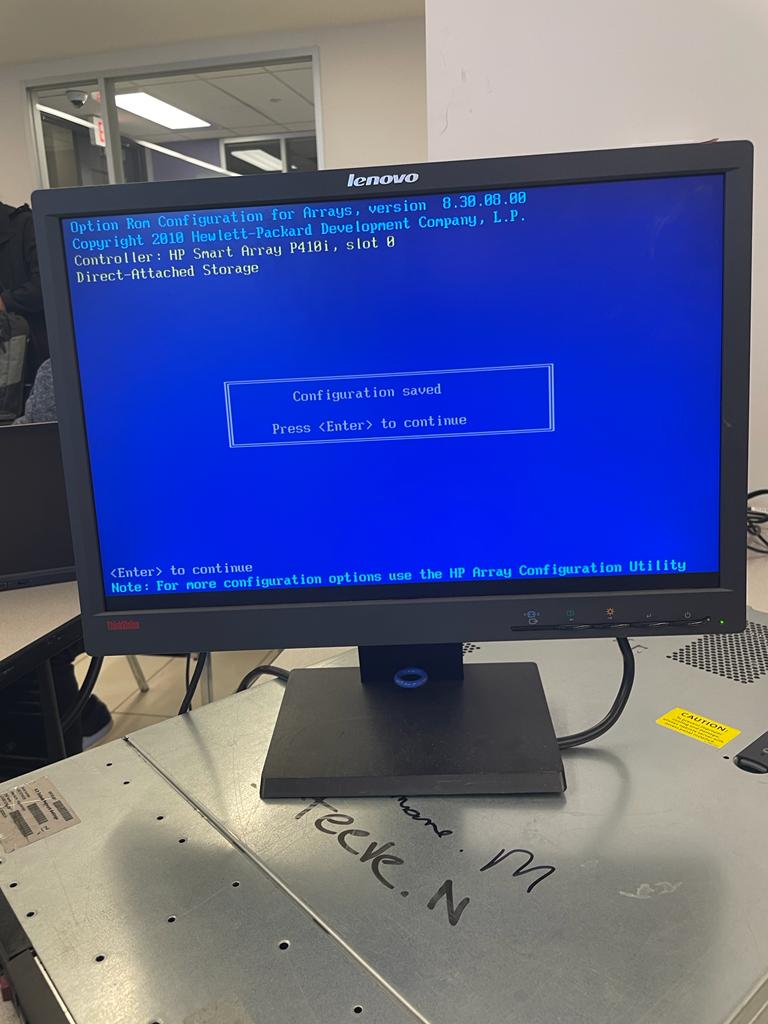 lenovo
Option Rom Configuration for Arrays, version 8.30.08.00
Copyright 2010 Hewlett-Packard Development Company, L.P.
Controller: HP Smart Array P410i, slot 0
Direct-Attached Storage
Configuration saved
Press <Enter> to continue
<Enter> to continue
Note: For more configuration options use the HP Array Configuration Utility
ThinkVision
CAUTION:
M
Teck.N